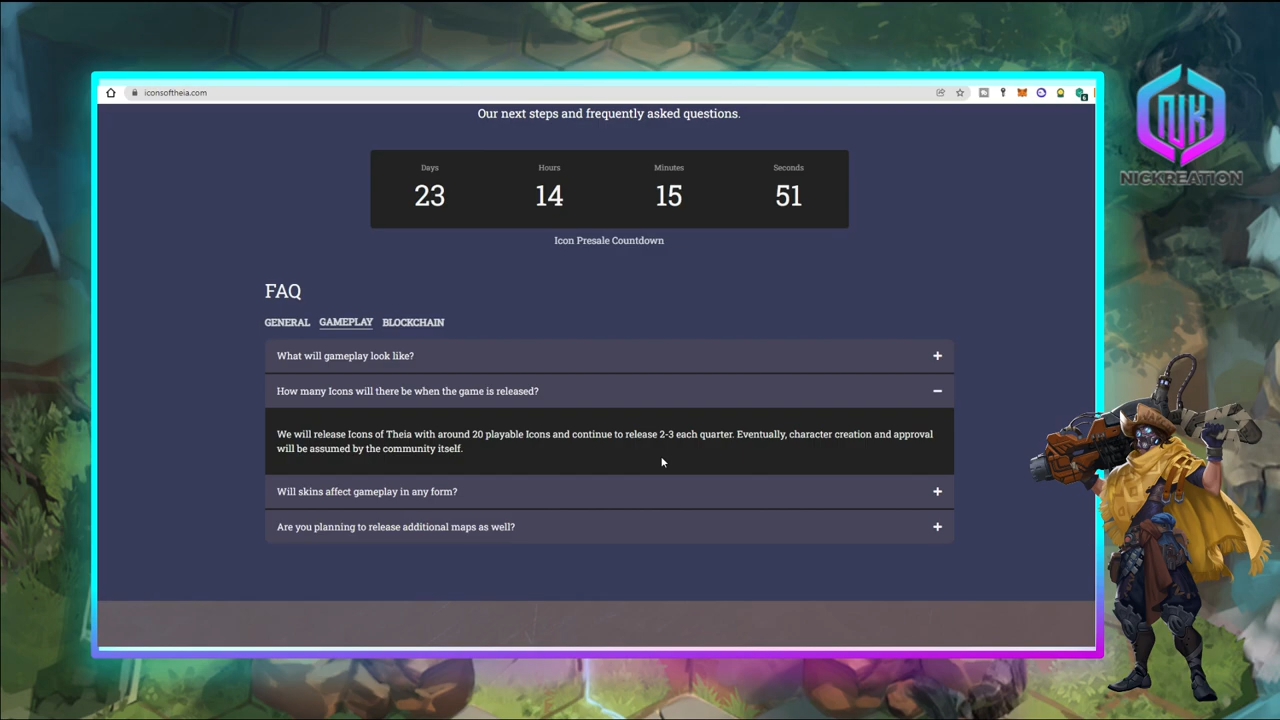 iconsoftheia.com
Our next steps and frequently asked questions.
Days Hours Minutes Seconds
23 14 15 51
Icon Presale Countdown
FAQ
GENERAL GAMEPLAY BLOCKCHAIN
What will gameplay look like?
How many Icons will there be when the game is released?
We will release Icons of Theia with around 20 playable Icons and continue to release 2-3 each quarter. Eventually, character creation and approval
will be assumed by the community itself.
Will skins affect gameplay in any form?
Are you planning to release additional maps as well?
NK
NICKREATION